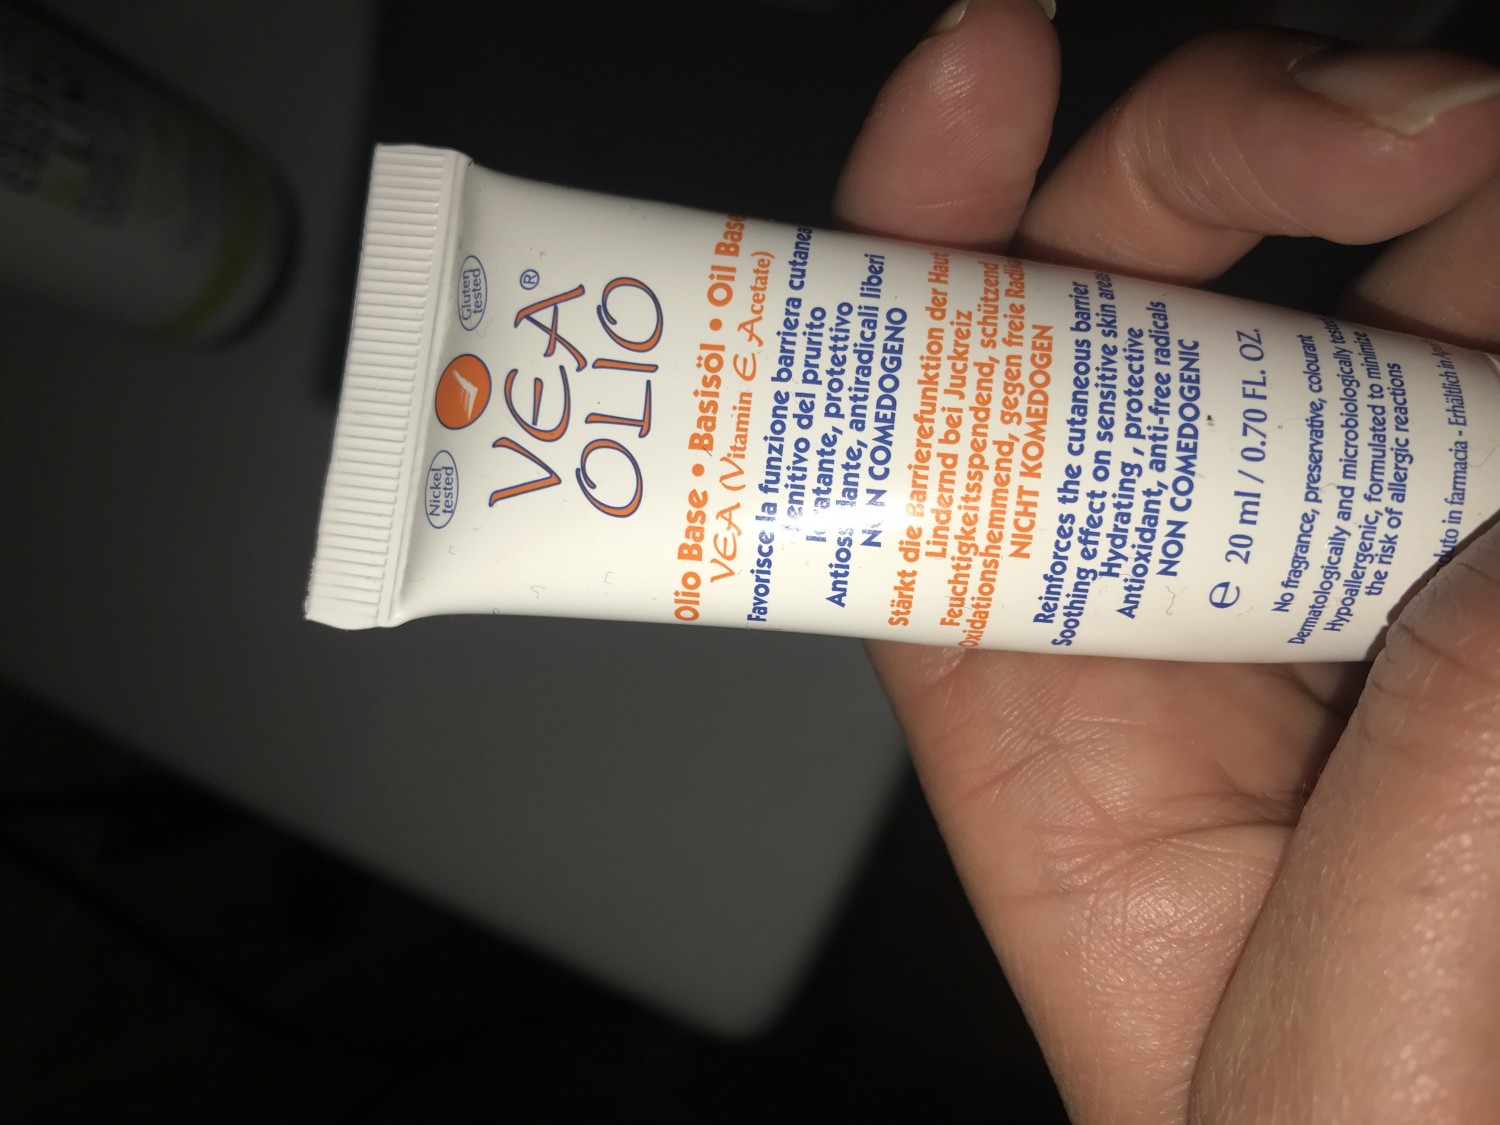 Nickel
tested
Gluten
tested
VEA®
OLIO
Olio Base • Basisöl • Oil Base
VEA (Vitamin E Acetate)
Favorisce la funzione barriera cutanea
Lenitivo del prurito
Idratante, protettivo
Antiossidante, antiradicali liberi
NON COMEDOGENO
Stärkt die Barrierefunktion der Haut
Lindernd bei Juckreiz
Feuchtigkeitsspendend, schützend
Oxidationshemmend, gegen freie
NICHT KOMEDOGEN
Reinforces the cutaneous barrier
Soothing effect on sensitive skin areas
Hydrating , protective
Antioxidant, anti-free radicals
NON COMEDOGENIC
℮ 20 ml / 0.70 FL. OZ.
No fragrance, preservative, colourant
Dermatologically and microbiologically tested
Hypoallergenic, formulated to minimize
the risk of allergic reactions
in farmacia - Erhältlich in